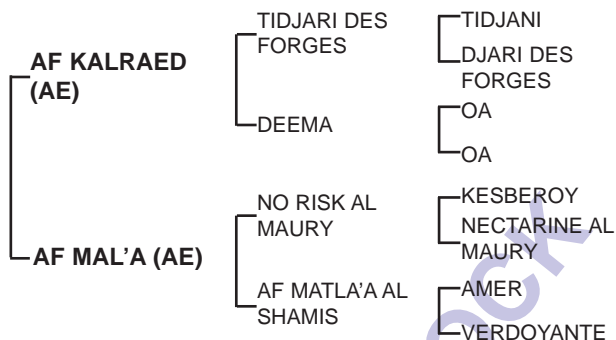 AF KALRAED
(AE)
TIDJARI DES
FORGES
TIDJANI
DJARI DES
FORGES
DEEMA
OA
OA
AF MAL'A (AE)
NO RISK AL
MAURY
KESBEROY
NECTARINE AL
MAURY
AF MATLA'A AL
SHAMIS
AMER
VERDOYANTE
OCK